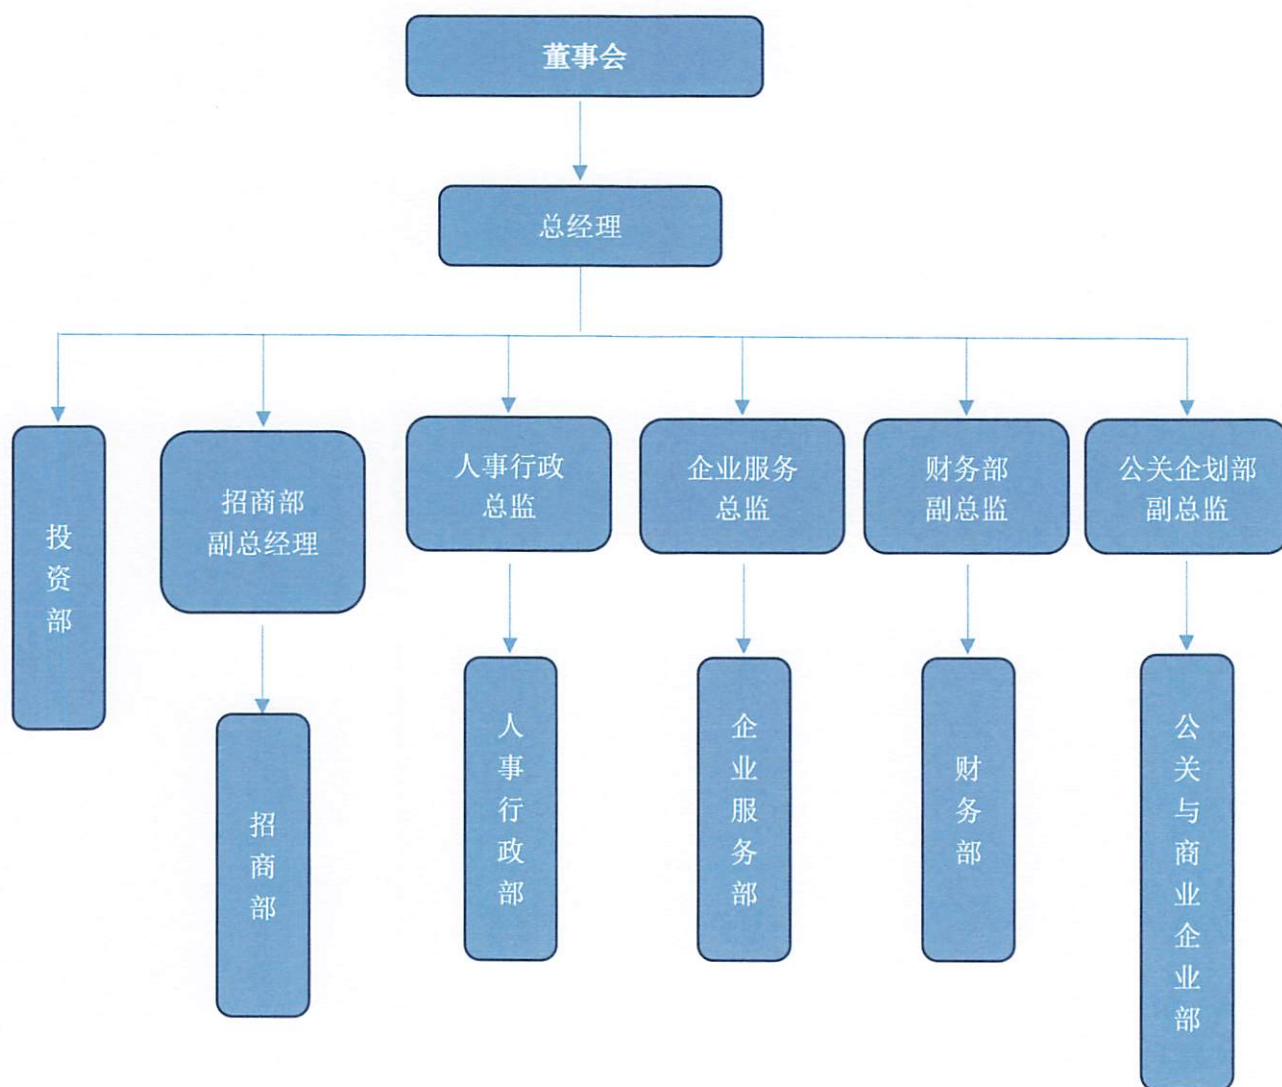 董事会
总经理
投资部
招商部
副总经理
人事行政
总监
企业服务
总监
财务部
副总监
公关企划部
副总监
招商部
人事行政部
企业服务部
财务部
公关与商业企业部